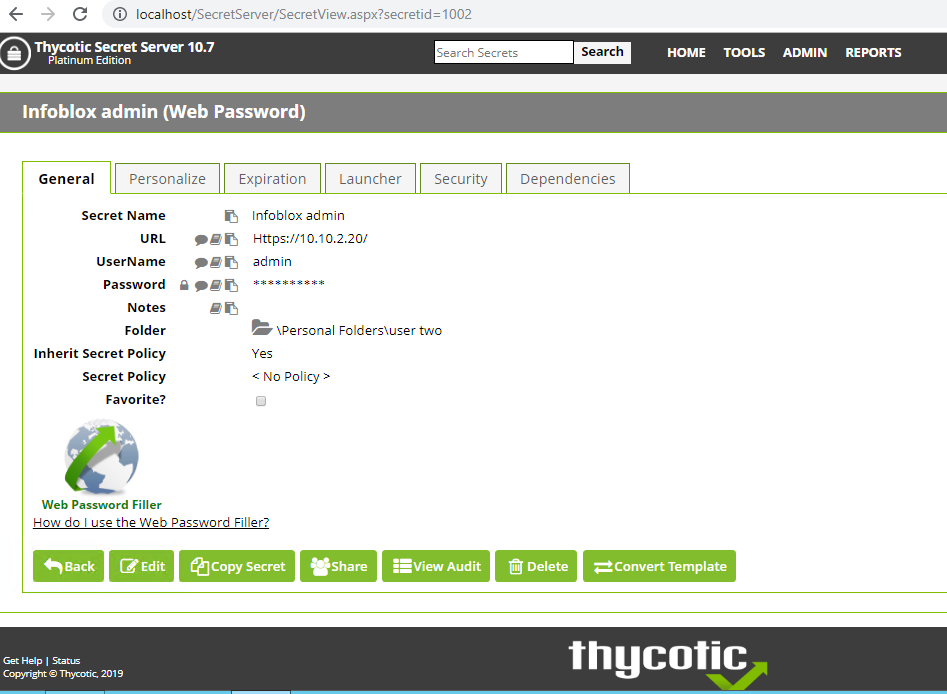 localhost/SecretServer/SecretView.aspx?secretid=1002
Thycotic Secret Server 10.7
Platinum Edition
Search Secrets Search HOME TOOLS ADMIN REPORTS
Infoblox admin (Web Password)
General Personalize Expiration Launcher Security Dependencies
Secret Name Infoblox admin
URL Https://10.10.2.20/
UserName admin
Password **********
Notes
Folder \Personal Folders\user two
Inherit Secret Policy Yes
Secret Policy < No Policy >
Favorite?
Web Password Filler
How do I use the Web Password Filler?
Back Edit Copy Secret Share View Audit Delete Convert Template
Get Help | Status
Copyright © Thycotic, 2019
thycotic